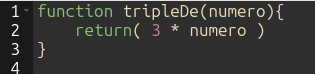 1 function tripleDe(numero){
2     return( 3 * numero )
3 }
4